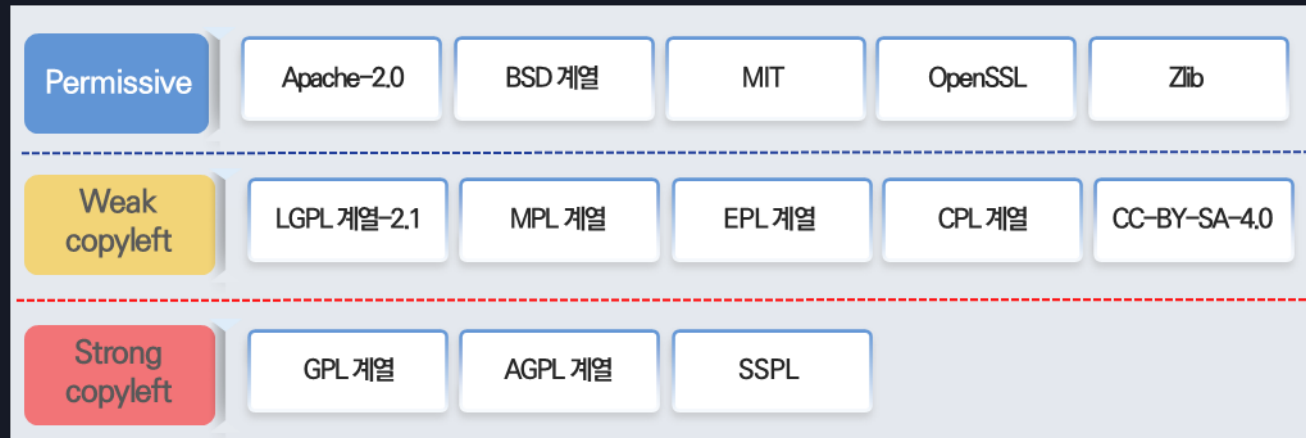 Permissive
Apache-2.0
BSD 계열
MIT
OpenSSL
Zlib
Weak
copyleft
LGPL 계열-2.1
MPL 계열
EPL 계열
CPL 계열
CC-BY-SA-4.0
Strong
copyleft
GPL 계열
AGPL 계열
SSPL